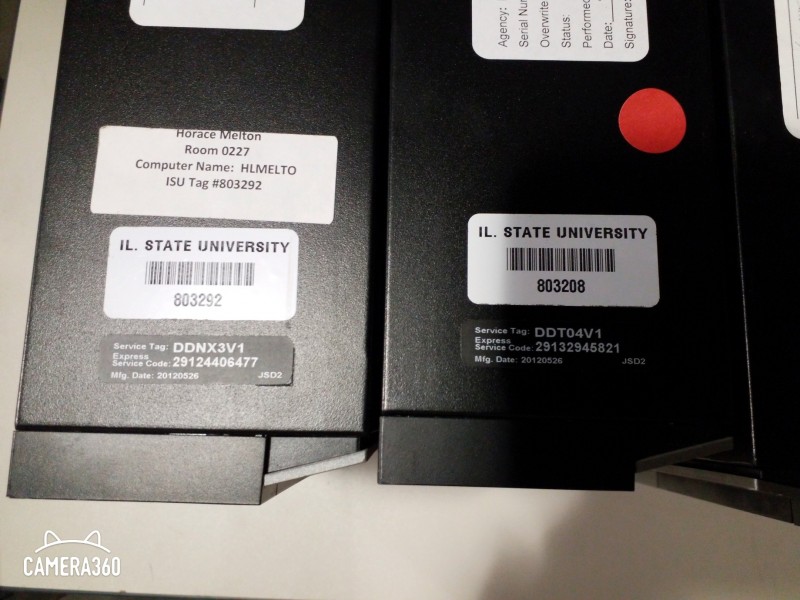 Agency:
Serial Nu
Overwrite
Status:
Performed
Date:
Signature:
Horace Melton
Room 0227
Computer Name: HLMELTO
ISU Tag #803292
IL. STATE UNIVERSITY
803292
Service Tag: DDNX3V1
Express
Service Code: 29124406477
Mfg. Date: 20120526 JSD2
IL. STATE UNIVERSITY
803208
Service Tag: DDT04V1
Express
Service Code: 29132945821
Mfg. Date: 20120526 JSD2
CAMERA360